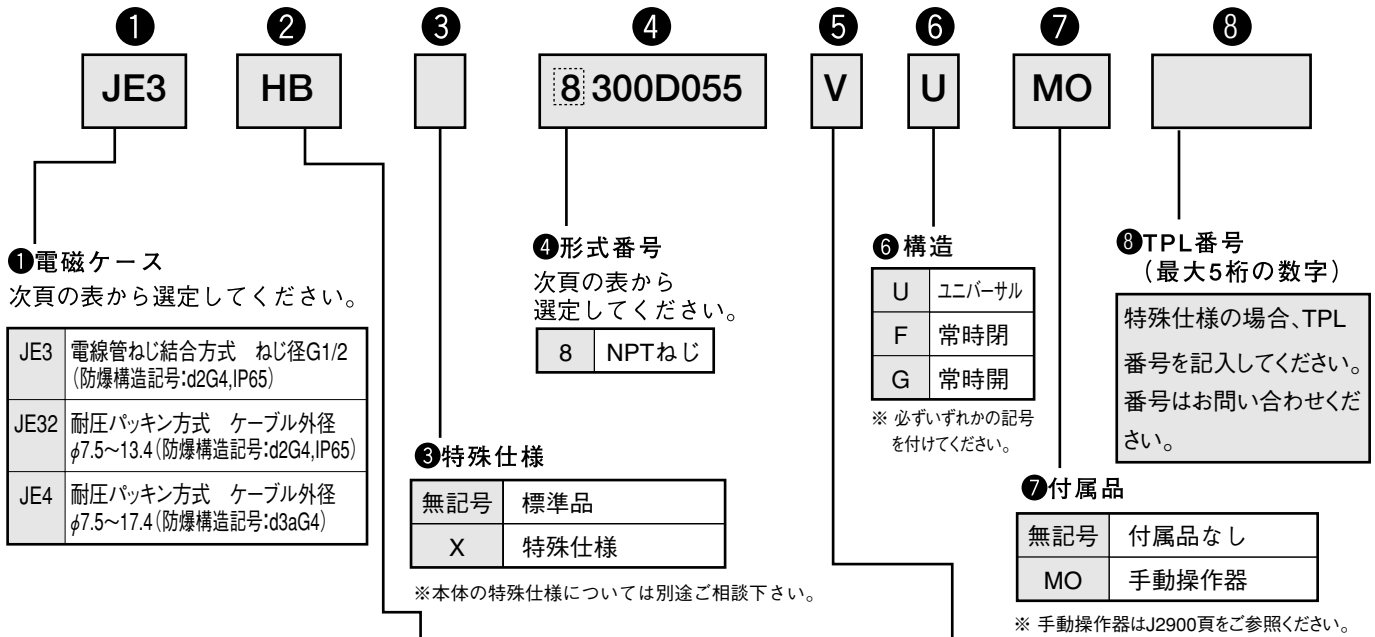 ❶ ❷ ❸ ❹ ❺ ❻ ❼ ❽
JE3 HB 8 300D055 V U MO
❶電磁ケース
次頁の表から選定してください。
JE3 電線管ねじ結合方式 ねじ径G1/2
(防爆構造記号:d2G4,IP65)
JE32 耐圧パッキン方式 ケーブル外径
φ7.5~13.4(防爆構造記号:d2G4,IP65)
JE4 耐圧パッキン方式 ケーブル外径
φ7.5~17.4(防爆構造記号:d3aG4)
❸特殊仕様
無記号 標準品
X 特殊仕様
※本体の特殊仕様については別途ご相談下さい。
❹形式番号
次頁の表から
選定してください。
8 NPTねじ
❻構造
U ユニバーサル
F 常時閉
G 常時開
※ 必ずいずれかの記号
を付けてください。
❼付属品
無記号 付属品なし
MO 手動操作器
※ 手動操作器はJ2900頁をご参照ください。
❽TPL番号
(最大5桁の数字)
特殊仕様の場合、TPL
番号を記入してください。
番号はお問い合わせくだ
さい。